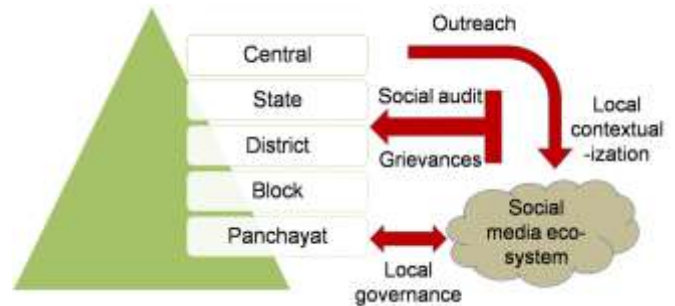 Central
State
District
Block
Panchayat
Outreach
Social audit
Grievances
Local
contextual
-ization
Social
media eco-
system
Local
governance